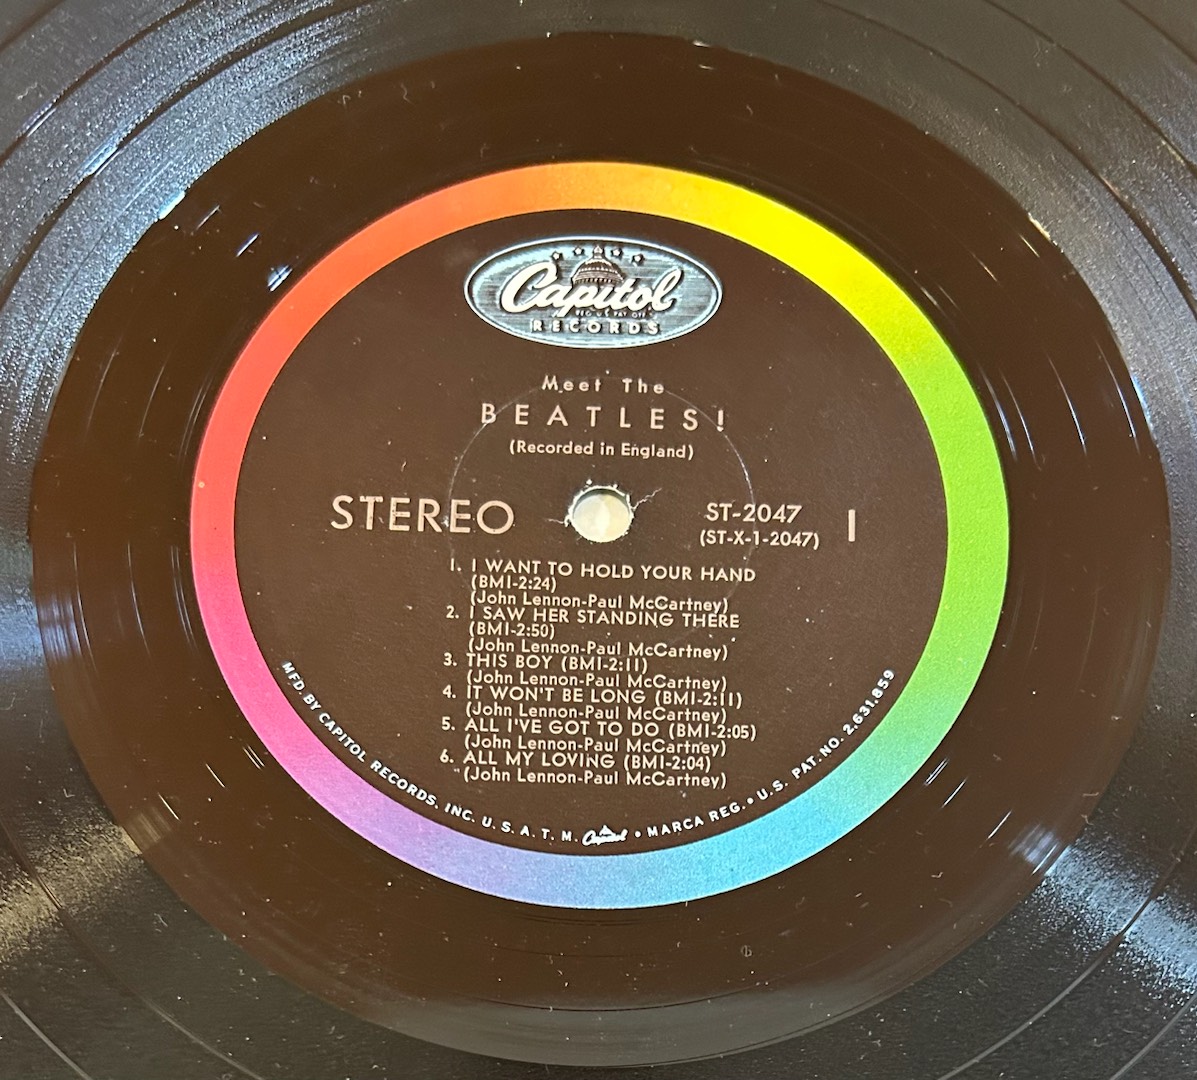 Capitol
REG. U.S. PAT. OFF.
RECORDS
Meet The
BEATLES!
(Recorded in England)
STEREO
ST-2047
(ST-X-1-2047)
1
1. I WANT TO HOLD YOUR HAND
(BMI-2:24)
(John Lennon-Paul McCartney)
2. I SAW HER STANDING THERE
(BMI-2:50)
(John Lennon-Paul McCartney)
3. THIS BOY (BMI-2:11)
(John Lennon-Paul McCartney)
4. IT WON'T BE LONG (BMI-2:11)
(John Lennon-Paul McCartney)
5. ALL I'VE GOT TO DO (BMI-2:05)
(John Lennon-Paul McCartney)
6. ALL MY LOVING (BMI-2:04)
(John Lennon-Paul McCartney)
MFD. BY CAPITOL RECORDS, INC. U. S. A. T. M. Capitol • MARCA REG. • U.S. PAT. NO. 2,631,859